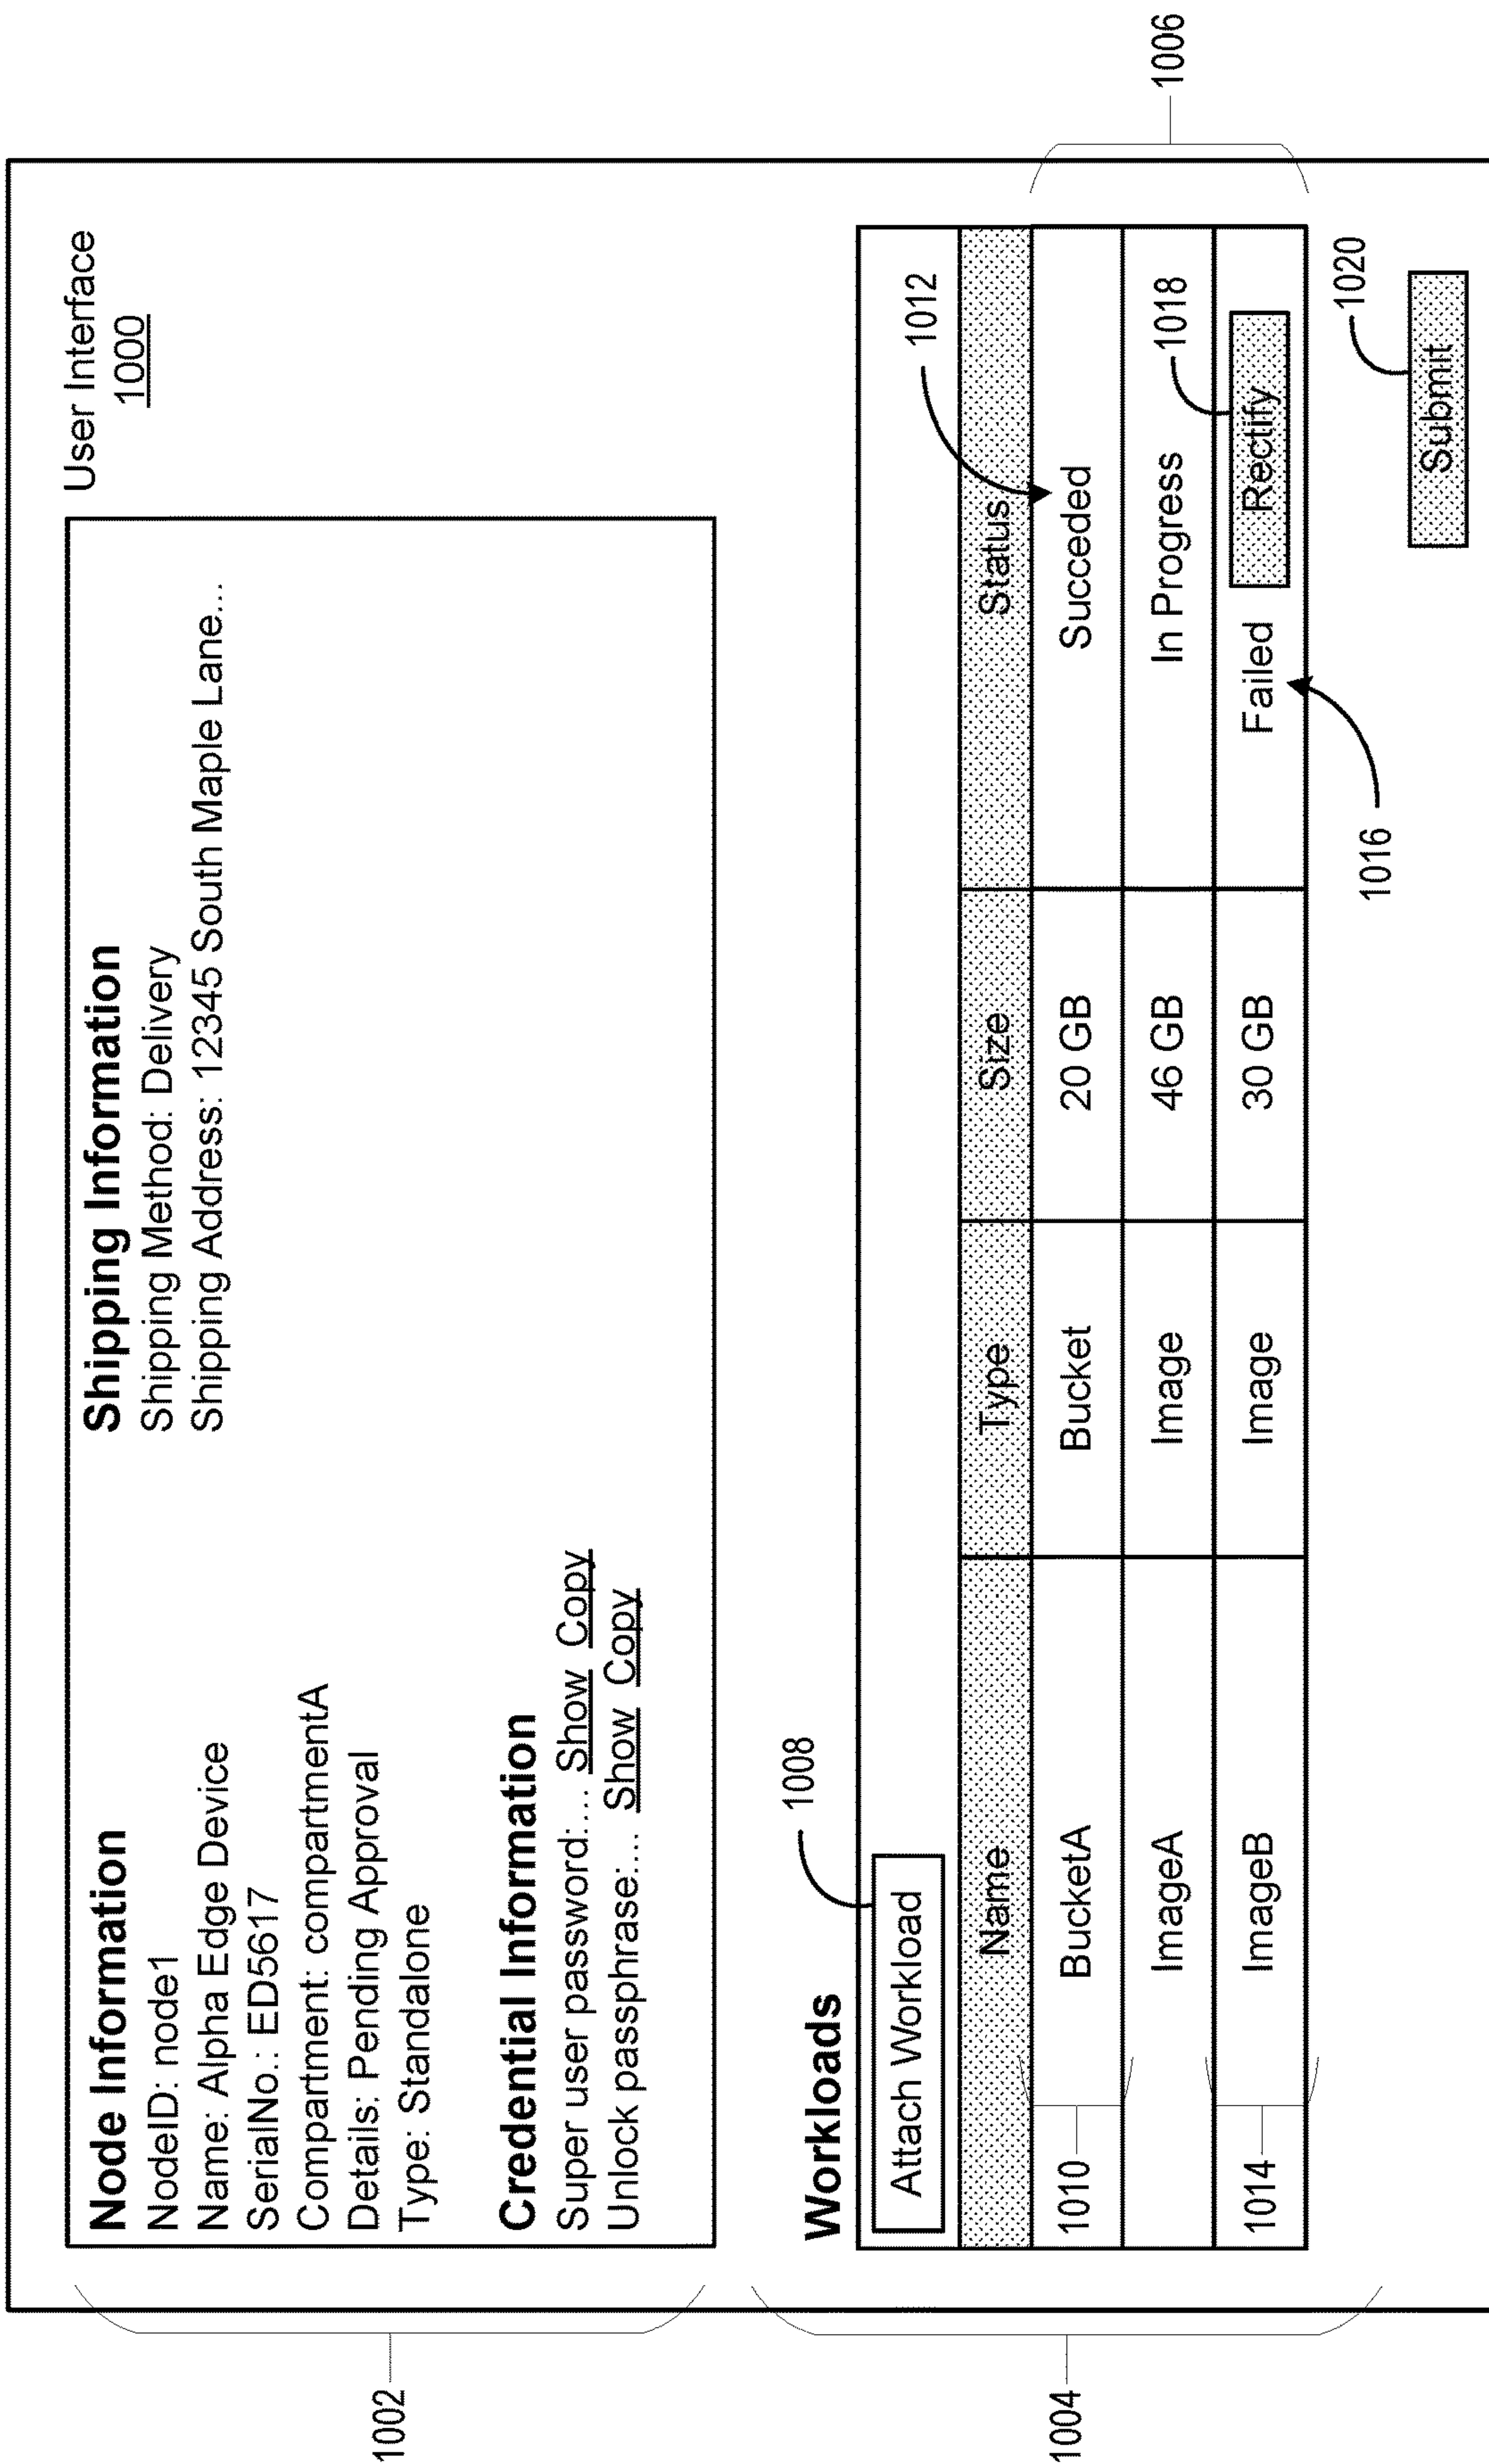 User Interface
1000
Node Information
NodeID: node1
Name: Alpha Edge Device
SerialNo.: ED5617
Compartment: compartmentA
Details: Pending Approval
Type: Standalone
Shipping Information
Shipping Method: Delivery
Shipping Address: 12345 South Maple Lane...
Credential Information
Super user password:... Show Copy
Unlock passphrase:... Show Copy
1002
Workloads
Attach Workload
1008
Name Type Size Status
1012
1010 BucketA Bucket 20 GB Succeded
ImageA Image 46 GB In Progress
1018
1014 ImageB Image 30 GB Failed Rectify
1006
1004
1016
1020
Submit